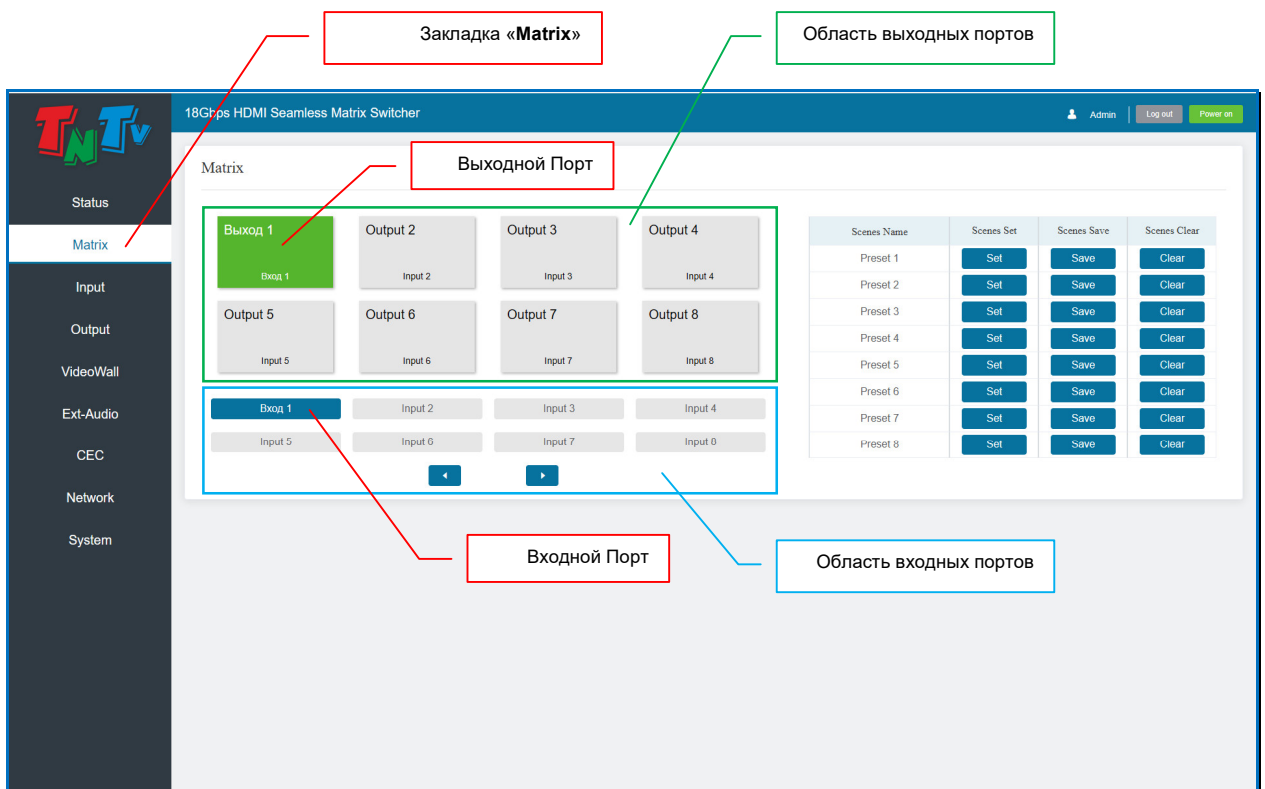 Закладка «Matrix»
Область выходных портов
TNTv
18Gbps HDMI Seamless Matrix Switcher
Admin
Log out
Power on
Matrix
Выходной Порт
Status
Matrix
Input
Output
VideoWall
Ext-Audio
CEC
Network
System
Выход 1
Вход 1
Output 2
Input 2
Output 3
Input 3
Output 4
Input 4
Output 5
Input 5
Output 6
Input 6
Output 7
Input 7
Output 8
Input 8
Вход 1 Input 2 Input 3 Input 4
Input 5 Input 6 Input 7 Input 8
Scenes Name Scenes Set Scenes Save Scenes Clear
Preset 1 Set Save Clear
Preset 2 Set Save Clear
Preset 3 Set Save Clear
Preset 4 Set Save Clear
Preset 5 Set Save Clear
Preset 6 Set Save Clear
Preset 7 Set Save Clear
Preset 8 Set Save Clear
Входной Порт
Область входных портов